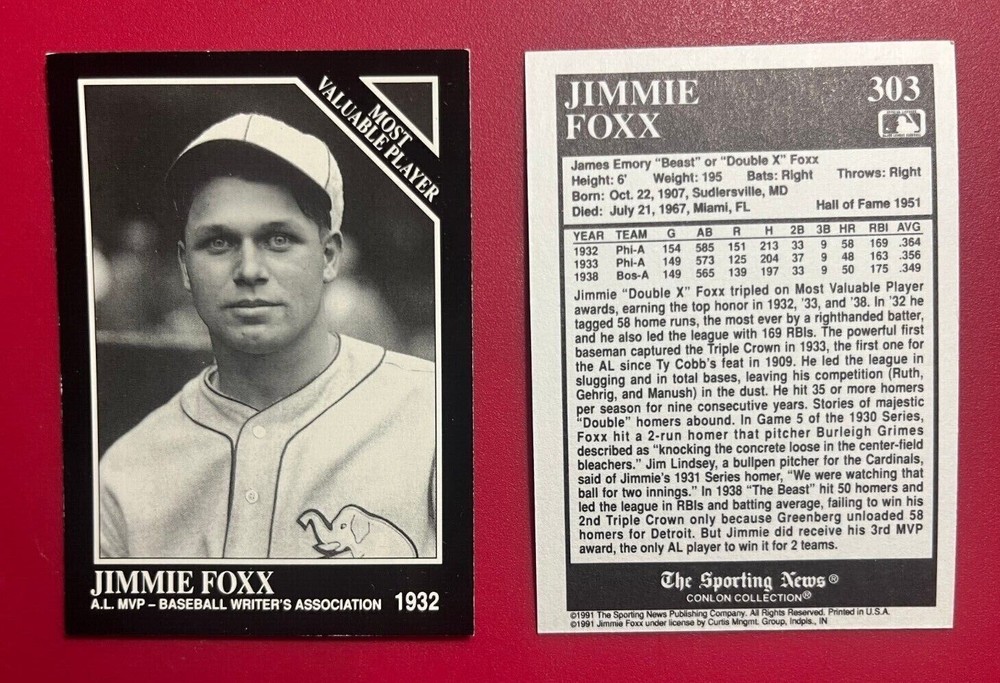 MOST
VALUABLE PLAYER
JIMMIE FOXX
A.L. MVP – BASEBALL WRITER'S ASSOCIATION 1932
JIMMIE 303
FOXX
James Emory "Beast" or "Double X" Foxx
Height: 6' Weight: 195 Bats: Right Throws: Right
Born: Oct. 22, 1907, Sudlersville, MD
Died: July 21, 1967, Miami, FL Hall of Fame 1951
YEAR TEAM G AB R H 2B 3B HR RBI AVG
1932 Phi-A 154 585 151 213 33 9 58 169 .364
1933 Phi-A 149 573 125 204 37 9 48 163 .356
1938 Bos-A 149 565 139 197 33 9 50 175 .349
Jimmie "Double X" Foxx tripled on Most Valuable Player
awards, earning the top honor in 1932, '33, and '38. In '32 he
tagged 58 home runs, the most ever by a righthanded batter,
and he also led the league with 169 RBIs. The powerful first
baseman captured the Triple Crown in 1933, the first one for
the AL since Ty Cobb's feat in 1909. He led the league in
slugging and in total bases, leaving his competition (Ruth,
Gehrig, and Manush) in the dust. He hit 35 or more homers
per season for nine consecutive years. Stories of majestic
"Double" homers abound. In Game 5 of the 1930 Series,
Foxx hit a 2-run homer that pitcher Burleigh Grimes
described as "knocking the concrete loose in the center-field
bleachers." Jim Lindsey, a bullpen pitcher for the Cardinals,
said of Jimmie's 1931 Series homer, "We were watching that
ball for two innings." In 1938 "The Beast" hit 50 homers and
led the league in RBIs and batting average, failing to win his
2nd Triple Crown only because Greenberg unloaded 58
homers for Detroit. But Jimmie did receive his 3rd MVP
award, the only AL player to win it for 2 teams.
The Sporting News®
CONLON COLLECTION®
©1991 The Sporting News Publishing Company. All Rights Reserved. Printed in U.S.A.
©1991 Jimmie Foxx under license by Curtis Mngmt. Group, Indpls., IN